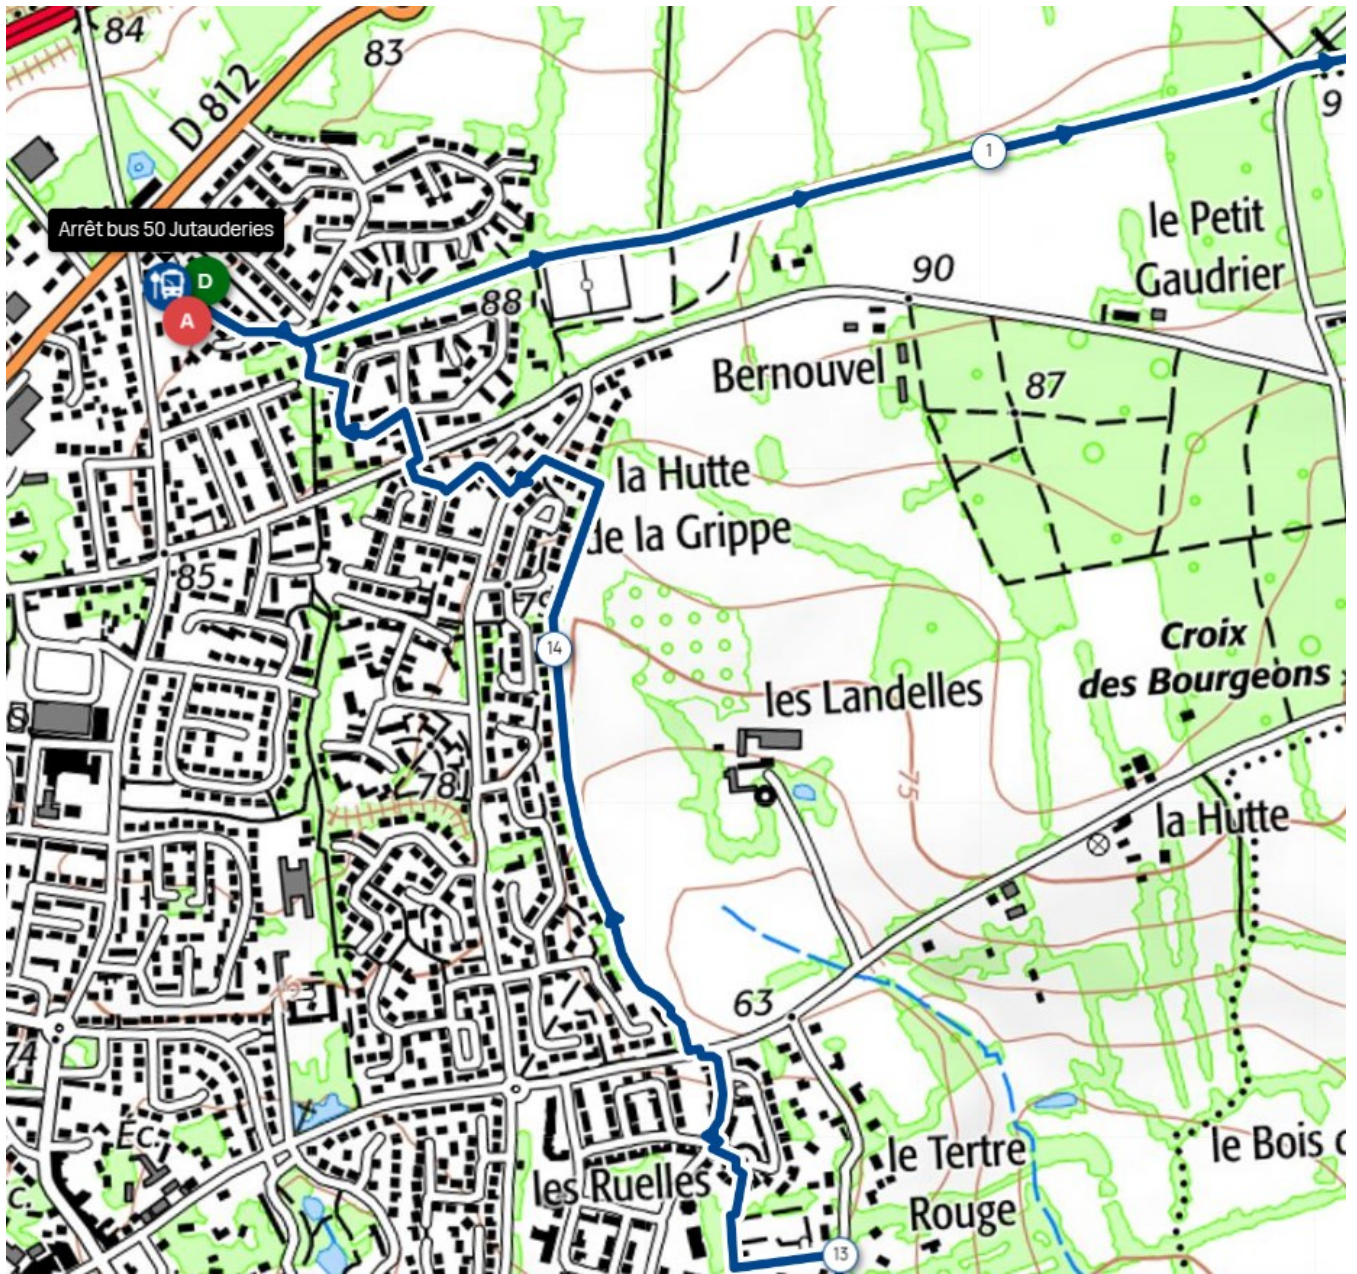 84
83
D 812
1
9
le Petit
Gaudrier
Arrêt bus 50 Jutauderies
D
A
90
88
Bernouvel
87
la Hutte
de la Grippe
85
79
14
Croix
des Bourgeons
les Landelles
78
75
la Hutte
63
74
Éc.
le Tertre
Rouge
le Bois
les Ruelles
C.
13